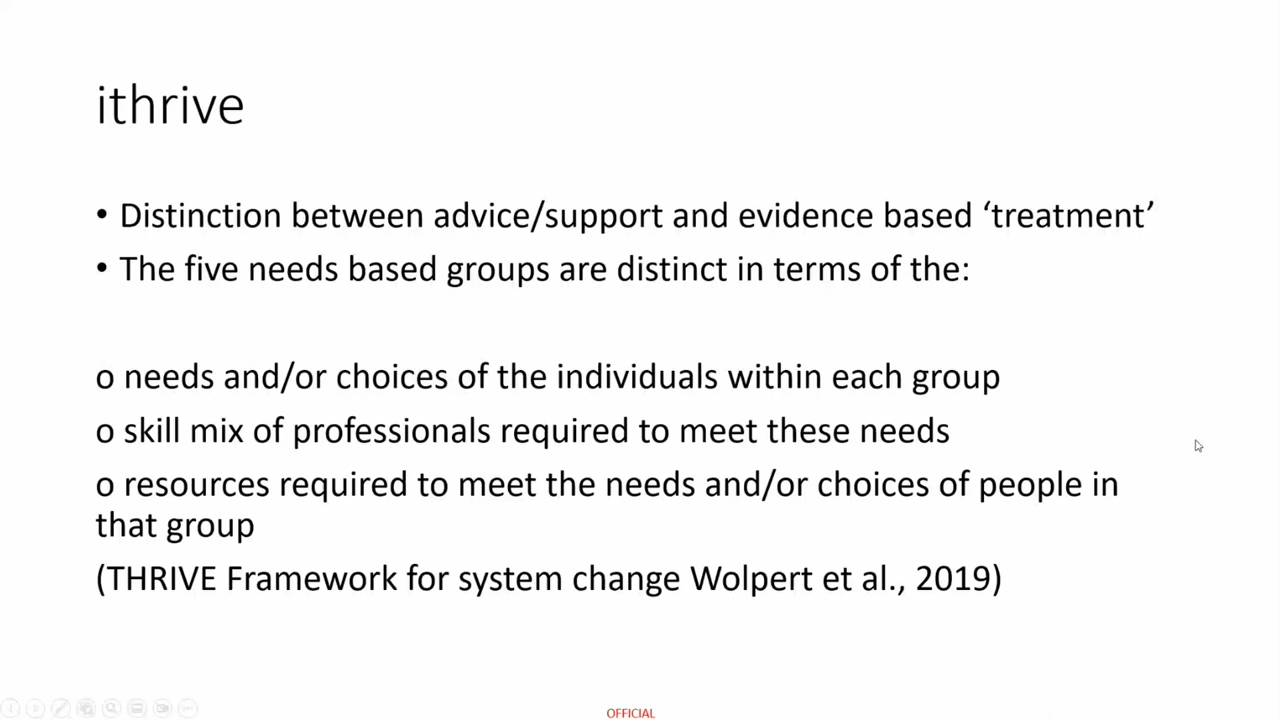 ithrive
• Distinction between advice/support and evidence based ‘treatment’
• The five needs based groups are distinct in terms of the:
o needs and/or choices of the individuals within each group
o skill mix of professionals required to meet these needs
o resources required to meet the needs and/or choices of people in
that group
(THRIVE Framework for system change Wolpert et al., 2019)
OFFICIAL